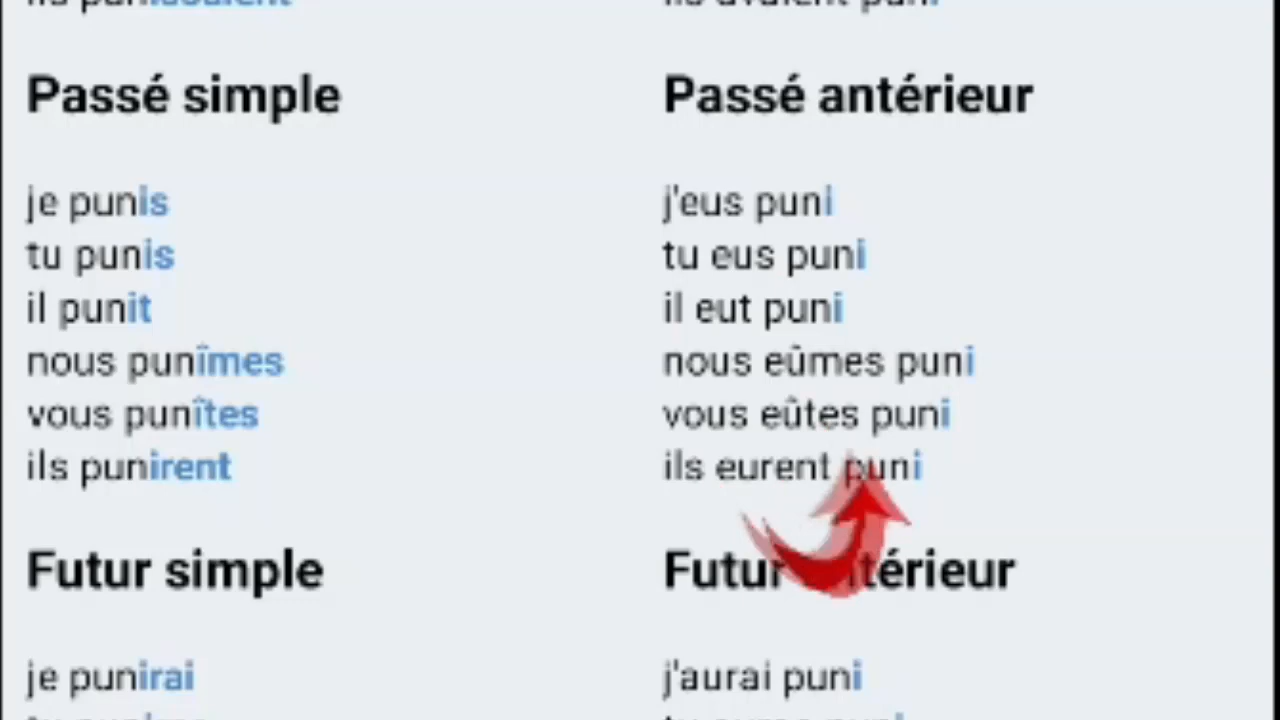 Passé simple
je punis
tu punis
il punit
nous punîmes
vous punîtes
ils punirent
Passé antérieur
j'eus puni
tu eus puni
il eut puni
nous eûmes puni
vous eûtes puni
ils eurent puni
Futur simple
je punirai
Futur antérieur
j'aurai puni